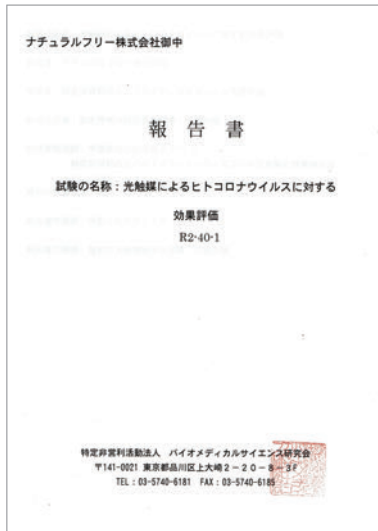 ナチュラルフリー株式会社御中
報告書
試験の名称：光触媒によるヒトコロナウイルスに対する
効果評価
R2-40-1
特定非営利活動法人　バイオメディカルサイエンス研究会
〒141-0021 東京都品川区上大崎２－２０－８－３F
TEL：03-5740-6181　FAX：03-5740-6185